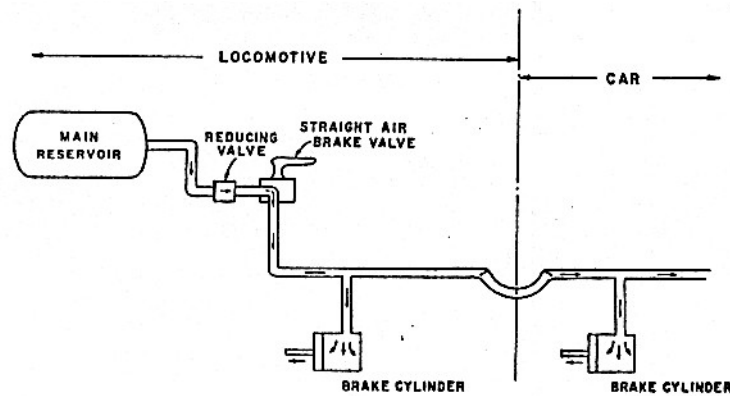 LOCOMOTIVE
CAR
MAIN
RESERVOIR
REDUCING
VALVE
STRAIGHT AIR
BRAKE VALVE
BRAKE CYLINDER
BRAKE CYLINDER